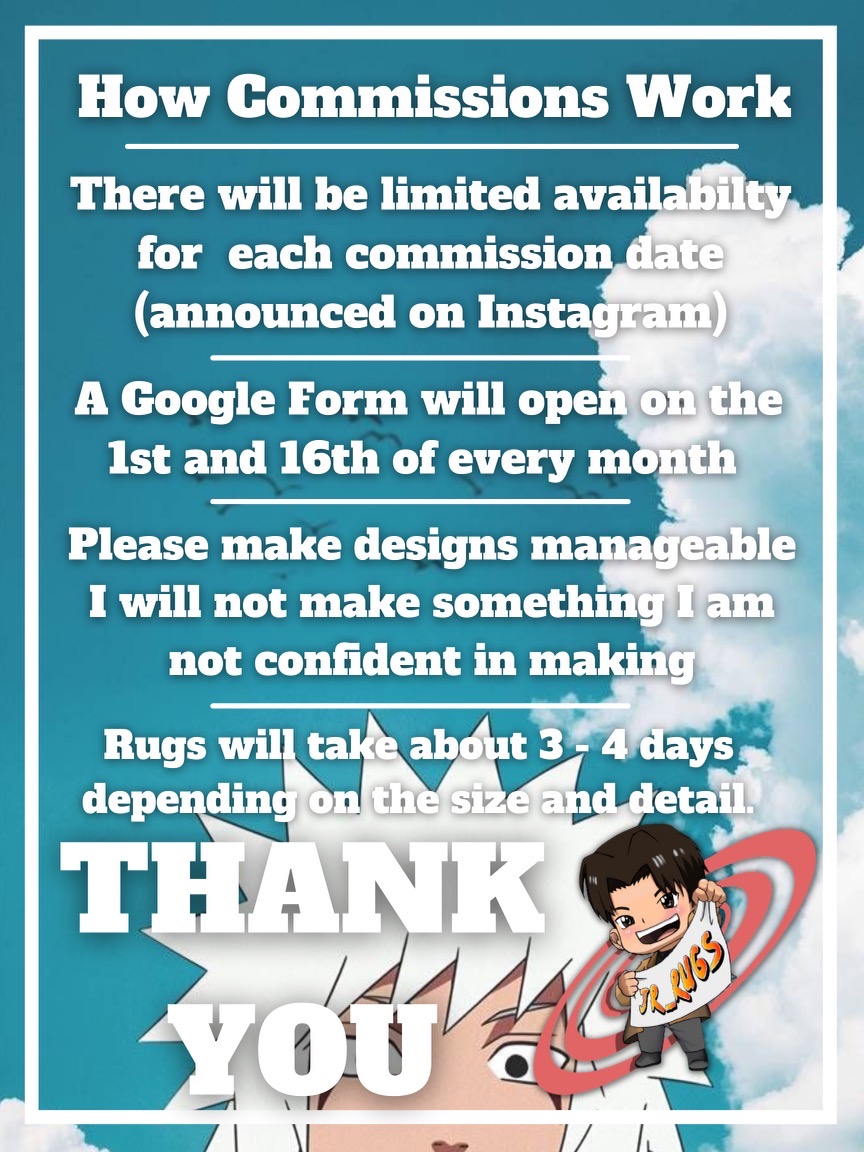 How Commissions Work
There will be limited availabilty
for each commission date
(announced on Instagram)
A Google Form will open on the
1st and 16th of every month
Please make designs manageable
I will not make something I am
not confident in making
Rugs will take about 3 - 4 days
depending on the size and detail.
THANK
YOU
JR_RUGS